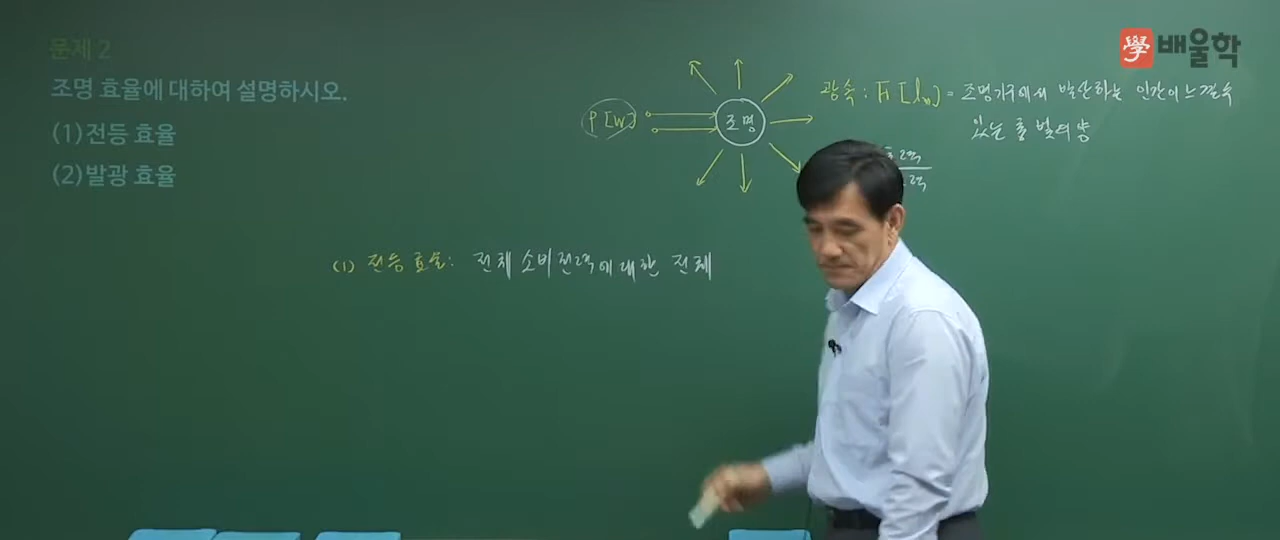 문제 2
조명 효율에 대하여 설명하시오.
(1) 전등 효율
(2) 발광 효율
學 배울학
P [W]
조명
광속 : F [lm] = 조명기구에서 발산하는 인간이 느낄수
있는 총 빛의 양
(1) 전등 효율 : 전체 소비전력에 대한 전체